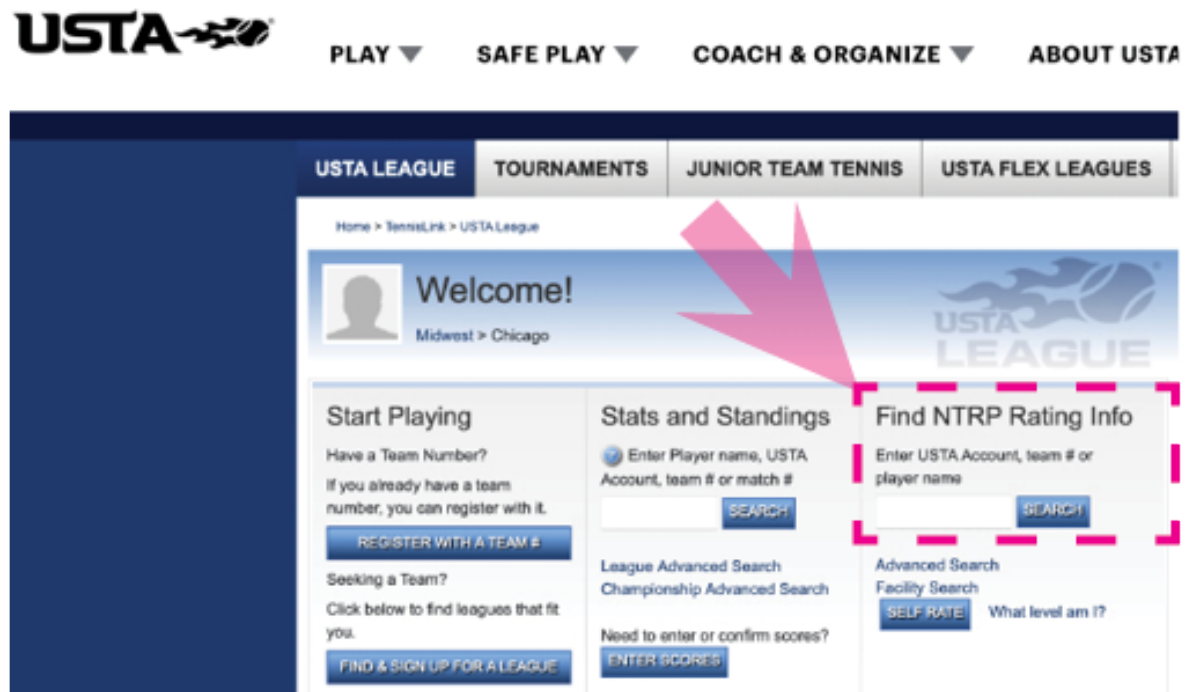 USTA
PLAY SAFE PLAY COACH & ORGANIZE ABOUT USTA
USTA LEAGUE TOURNAMENTS JUNIOR TEAM TENNIS USTA FLEX LEAGUES
Home > TennisLink > USTA League
Welcome!
Midwest > Chicago
USTA
LEAGUE
Start Playing
Have a Team Number?
If you already have a team
number, you can register with it.
REGISTER WITH A TEAM #
Seeking a Team?
Click below to find leagues that fit
you.
FIND & SIGN UP FOR A LEAGUE
Stats and Standings
Enter Player name, USTA
Account, team # or match #
SEARCH
League Advanced Search
Championship Advanced Search
Need to enter or confirm scores?
ENTER SCORES
Find NTRP Rating Info
Enter USTA Account, team # or
player name
SEARCH
Advanced Search
Facility Search
SELF RATE What level am I?